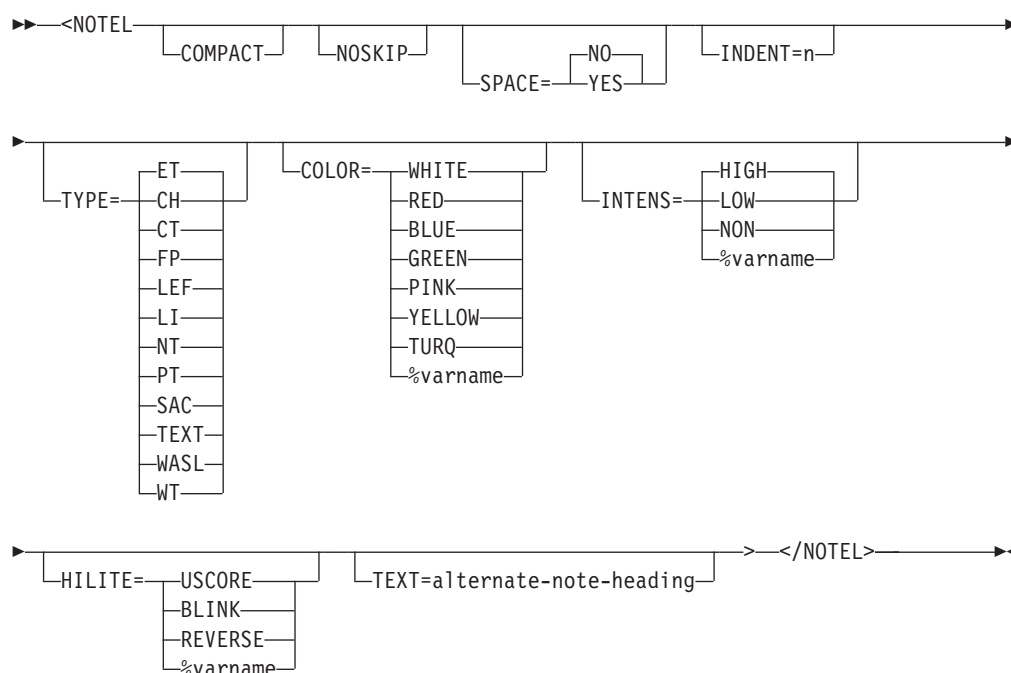 <NOTEL
COMPACT
NOSKIP
SPACE=
NO
YES
INDENT=n
TYPE=
ET
CH
CT
FP
LEF
LI
NT
PT
SAC
TEXT
WASL
WT
COLOR=
WHITE
RED
BLUE
GREEN
PINK
YELLOW
TURQ
%varname
INTENS=
HIGH
LOW
NON
%varname
HILITE=
USCORE
BLINK
REVERSE
%varname
TEXT=alternate-note-heading
>
</NOTEL>